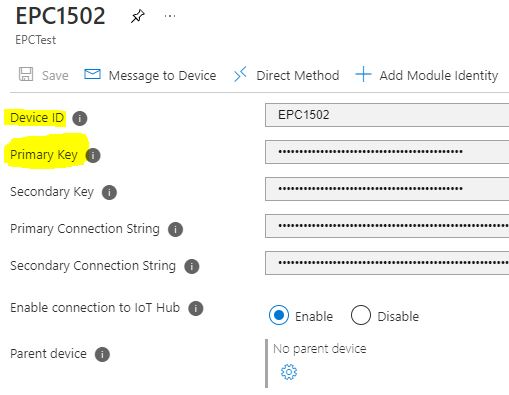 EPC1502
EPCTest
Save Message to Device Direct Method Add Module Identity
Device ID EPC1502
Primary Key
Secondary Key
Primary Connection String
Secondary Connection String
Enable connection to IoT Hub Enable Disable
Parent device No parent device